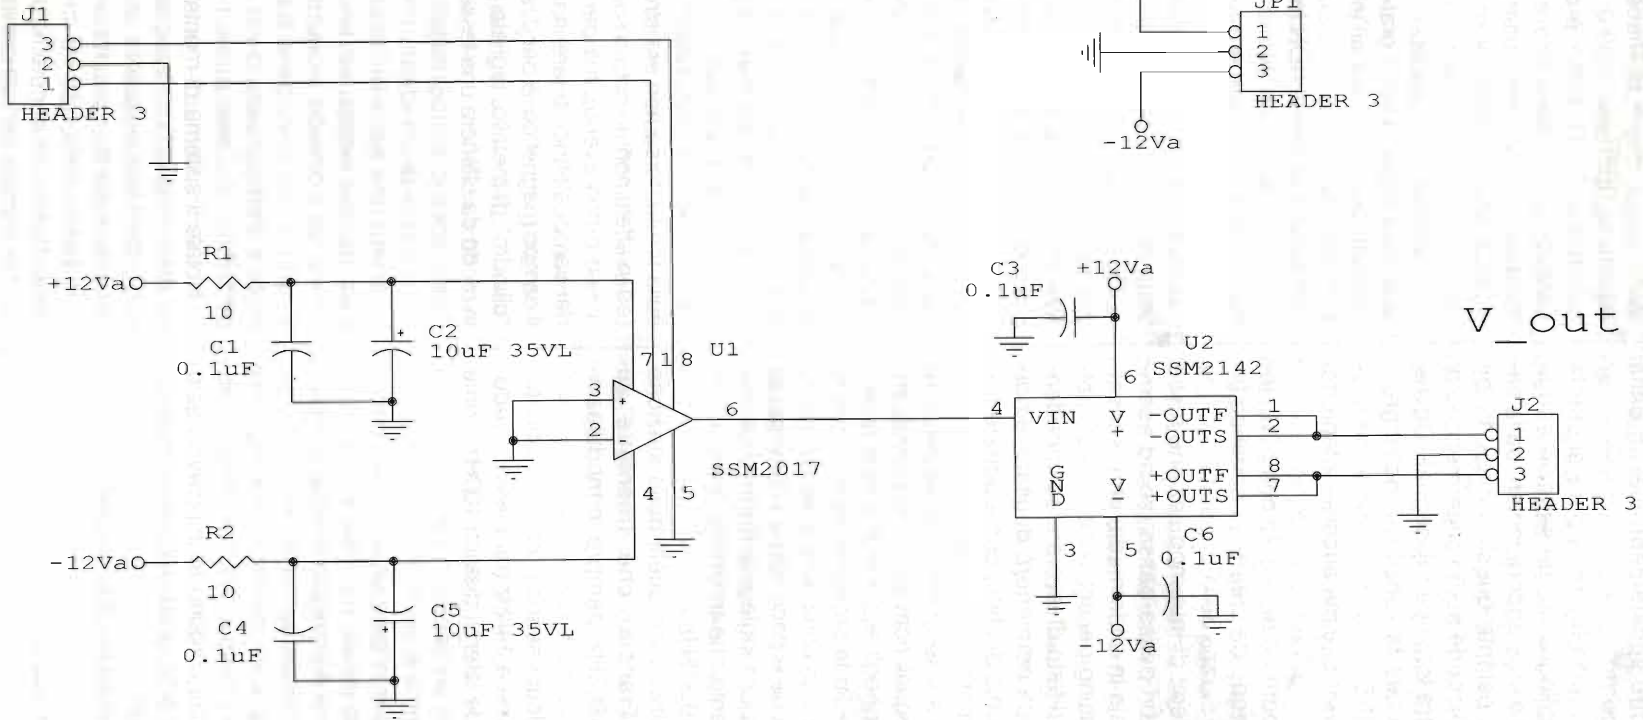 J1
3
2
1
HEADER 3
JP1
1
2
3
HEADER 3
-12Va
R1
+12Va
10
C1
0.1uF
C2
10uF 35VL
7 1 8
U1
3
+
2
-
6
SSM2017
4
5
R2
-12Va
10
C4
0.1uF
C5
10uF 35VL
+
+
C3
0.1uF
+12Va
V_out
U2
SSM2142
6
4
VIN
V
+
-OUTF
-OUTS
1
2
GND
V
-
+OUTF
+OUTS
8
7
3
5
C6
0.1uF
-12Va
J2
1
2
3
HEADER 3